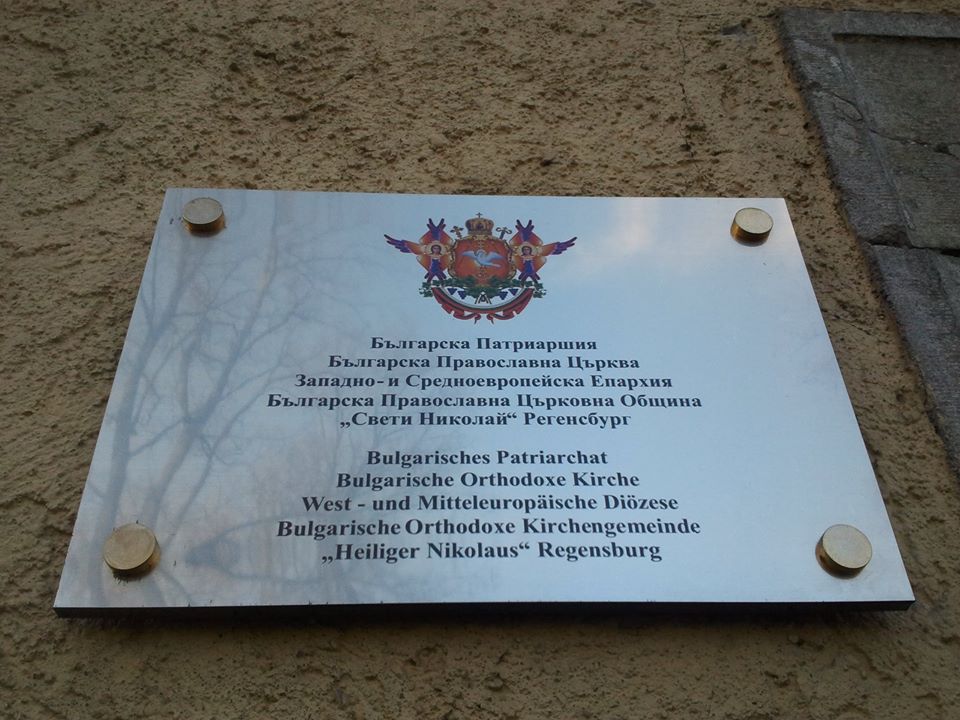 Българска Патриаршия
Българска Православна Църква
Западно- и Средноевропейска Епархия
Българска Православна Църковна Община
„Свети Николай“ Регенсбург
Bulgarisches Patriarchat
Bulgarische Orthodoxe Kirche
West - und Mitteleuropäische Diözese
Bulgarische Orthodoxe Kirchengemeinde
„Heiliger Nikolaus“ Regensburg